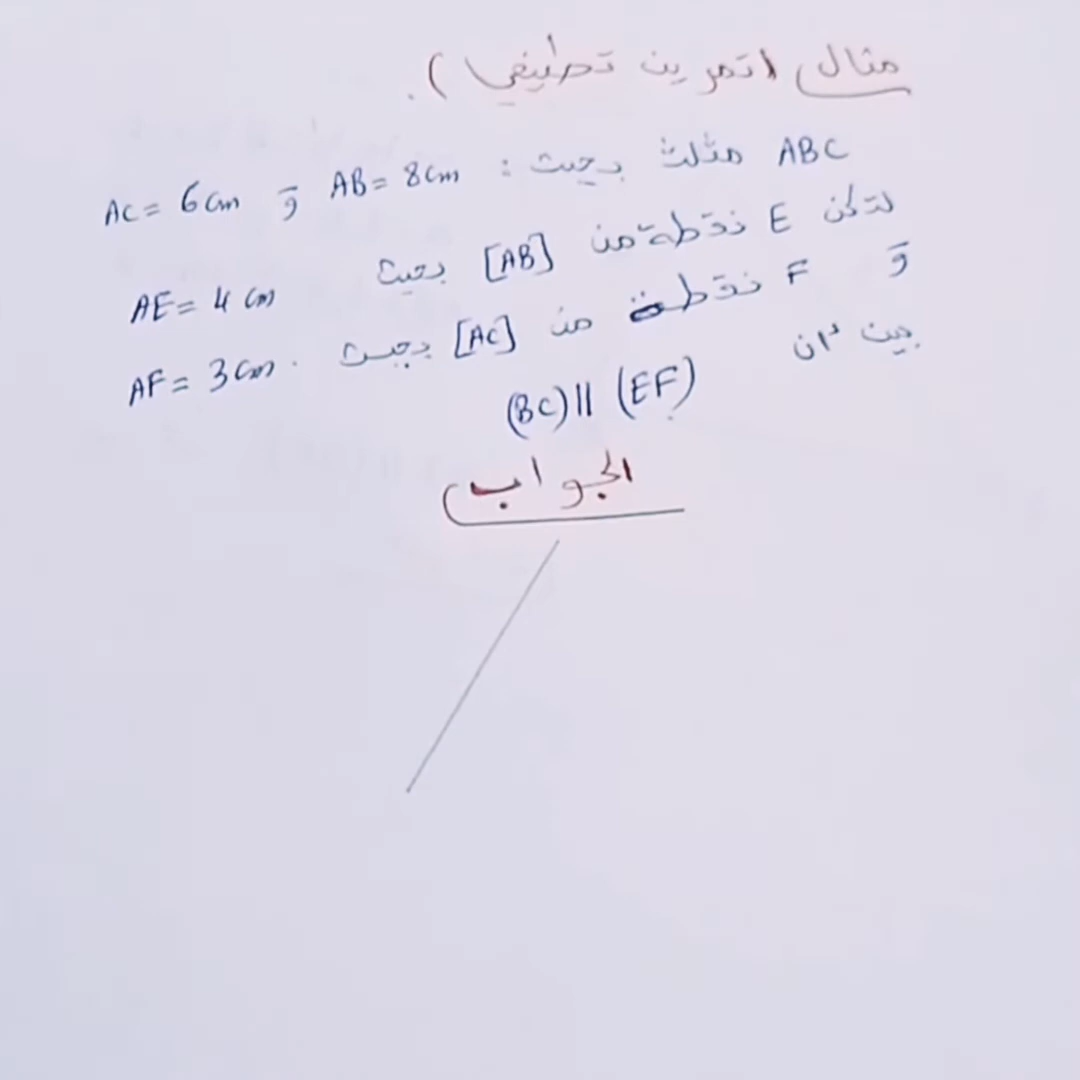 مثال (تمرين تطبيقي).
ABC مثلث بحيث : AB = 8cm و AC = 6cm
لتكن E نقطة من [AB] بحيث AE = 4 cm
و F نقطة من [AC] بحيث AF = 3cm.
بين أن
(BC) || (EF)
الجواب